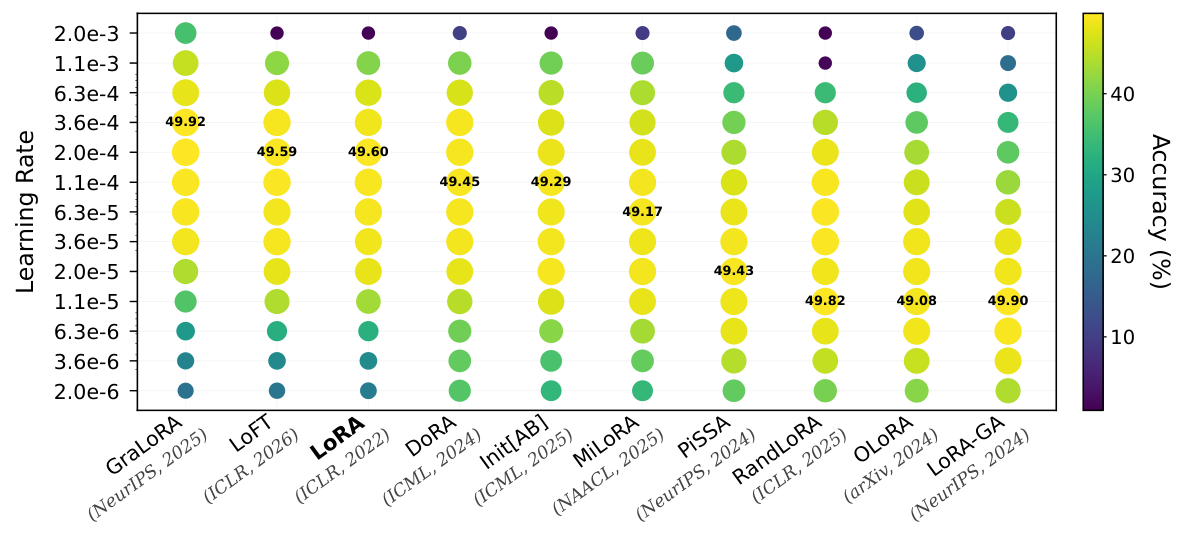 Learning Rate
2.0e-3
1.1e-3
6.3e-4
3.6e-4
2.0e-4
1.1e-4
6.3e-5
3.6e-5
2.0e-5
1.1e-5
6.3e-6
3.6e-6
2.0e-6
49.92
49.59
49.60
49.45
49.29
49.17
49.43
49.82
49.08
49.90
GraLoRA
(NeurIPS, 2025)
LoFT
(ICLR, 2026)
LoRA
(ICLR, 2022)
DoRA
(ICML, 2024)
Init[AB]
(ICML, 2025)
MiLoRA
(NAACL, 2025)
PiSSA
(NeurIPS, 2024)
RandLoRA
(ICLR, 2025)
OLoRA
(arXiv, 2024)
LoRA-GA
(NeurIPS, 2024)
40
30
20
10
Accuracy (%)